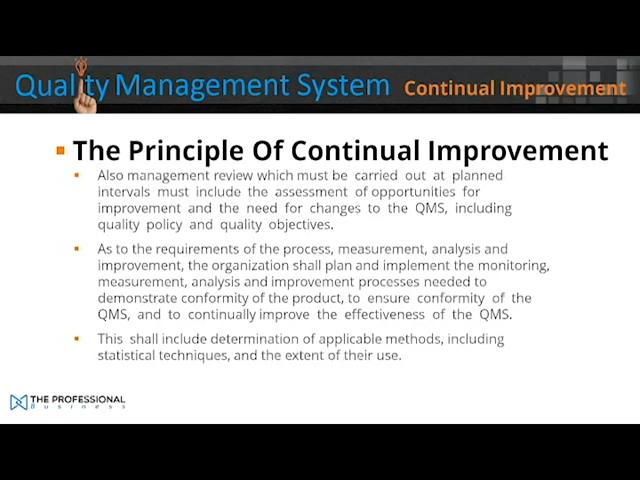 Quality Management System Continual Improvement
The Principle Of Continual Improvement
Also management review which must be carried out at planned
intervals must include the assessment of opportunities for
improvement and the need for changes to the QMS, including
quality policy and quality objectives.
As to the requirements of the process, measurement, analysis and
improvement, the organization shall plan and implement the monitoring,
measurement, analysis and improvement processes needed to
demonstrate conformity of the product, to ensure conformity of the
QMS, and to continually improve the effectiveness of the QMS.
This shall include determination of applicable methods, including
statistical techniques, and the extent of their use.
THE PROFESSIONAL
Business